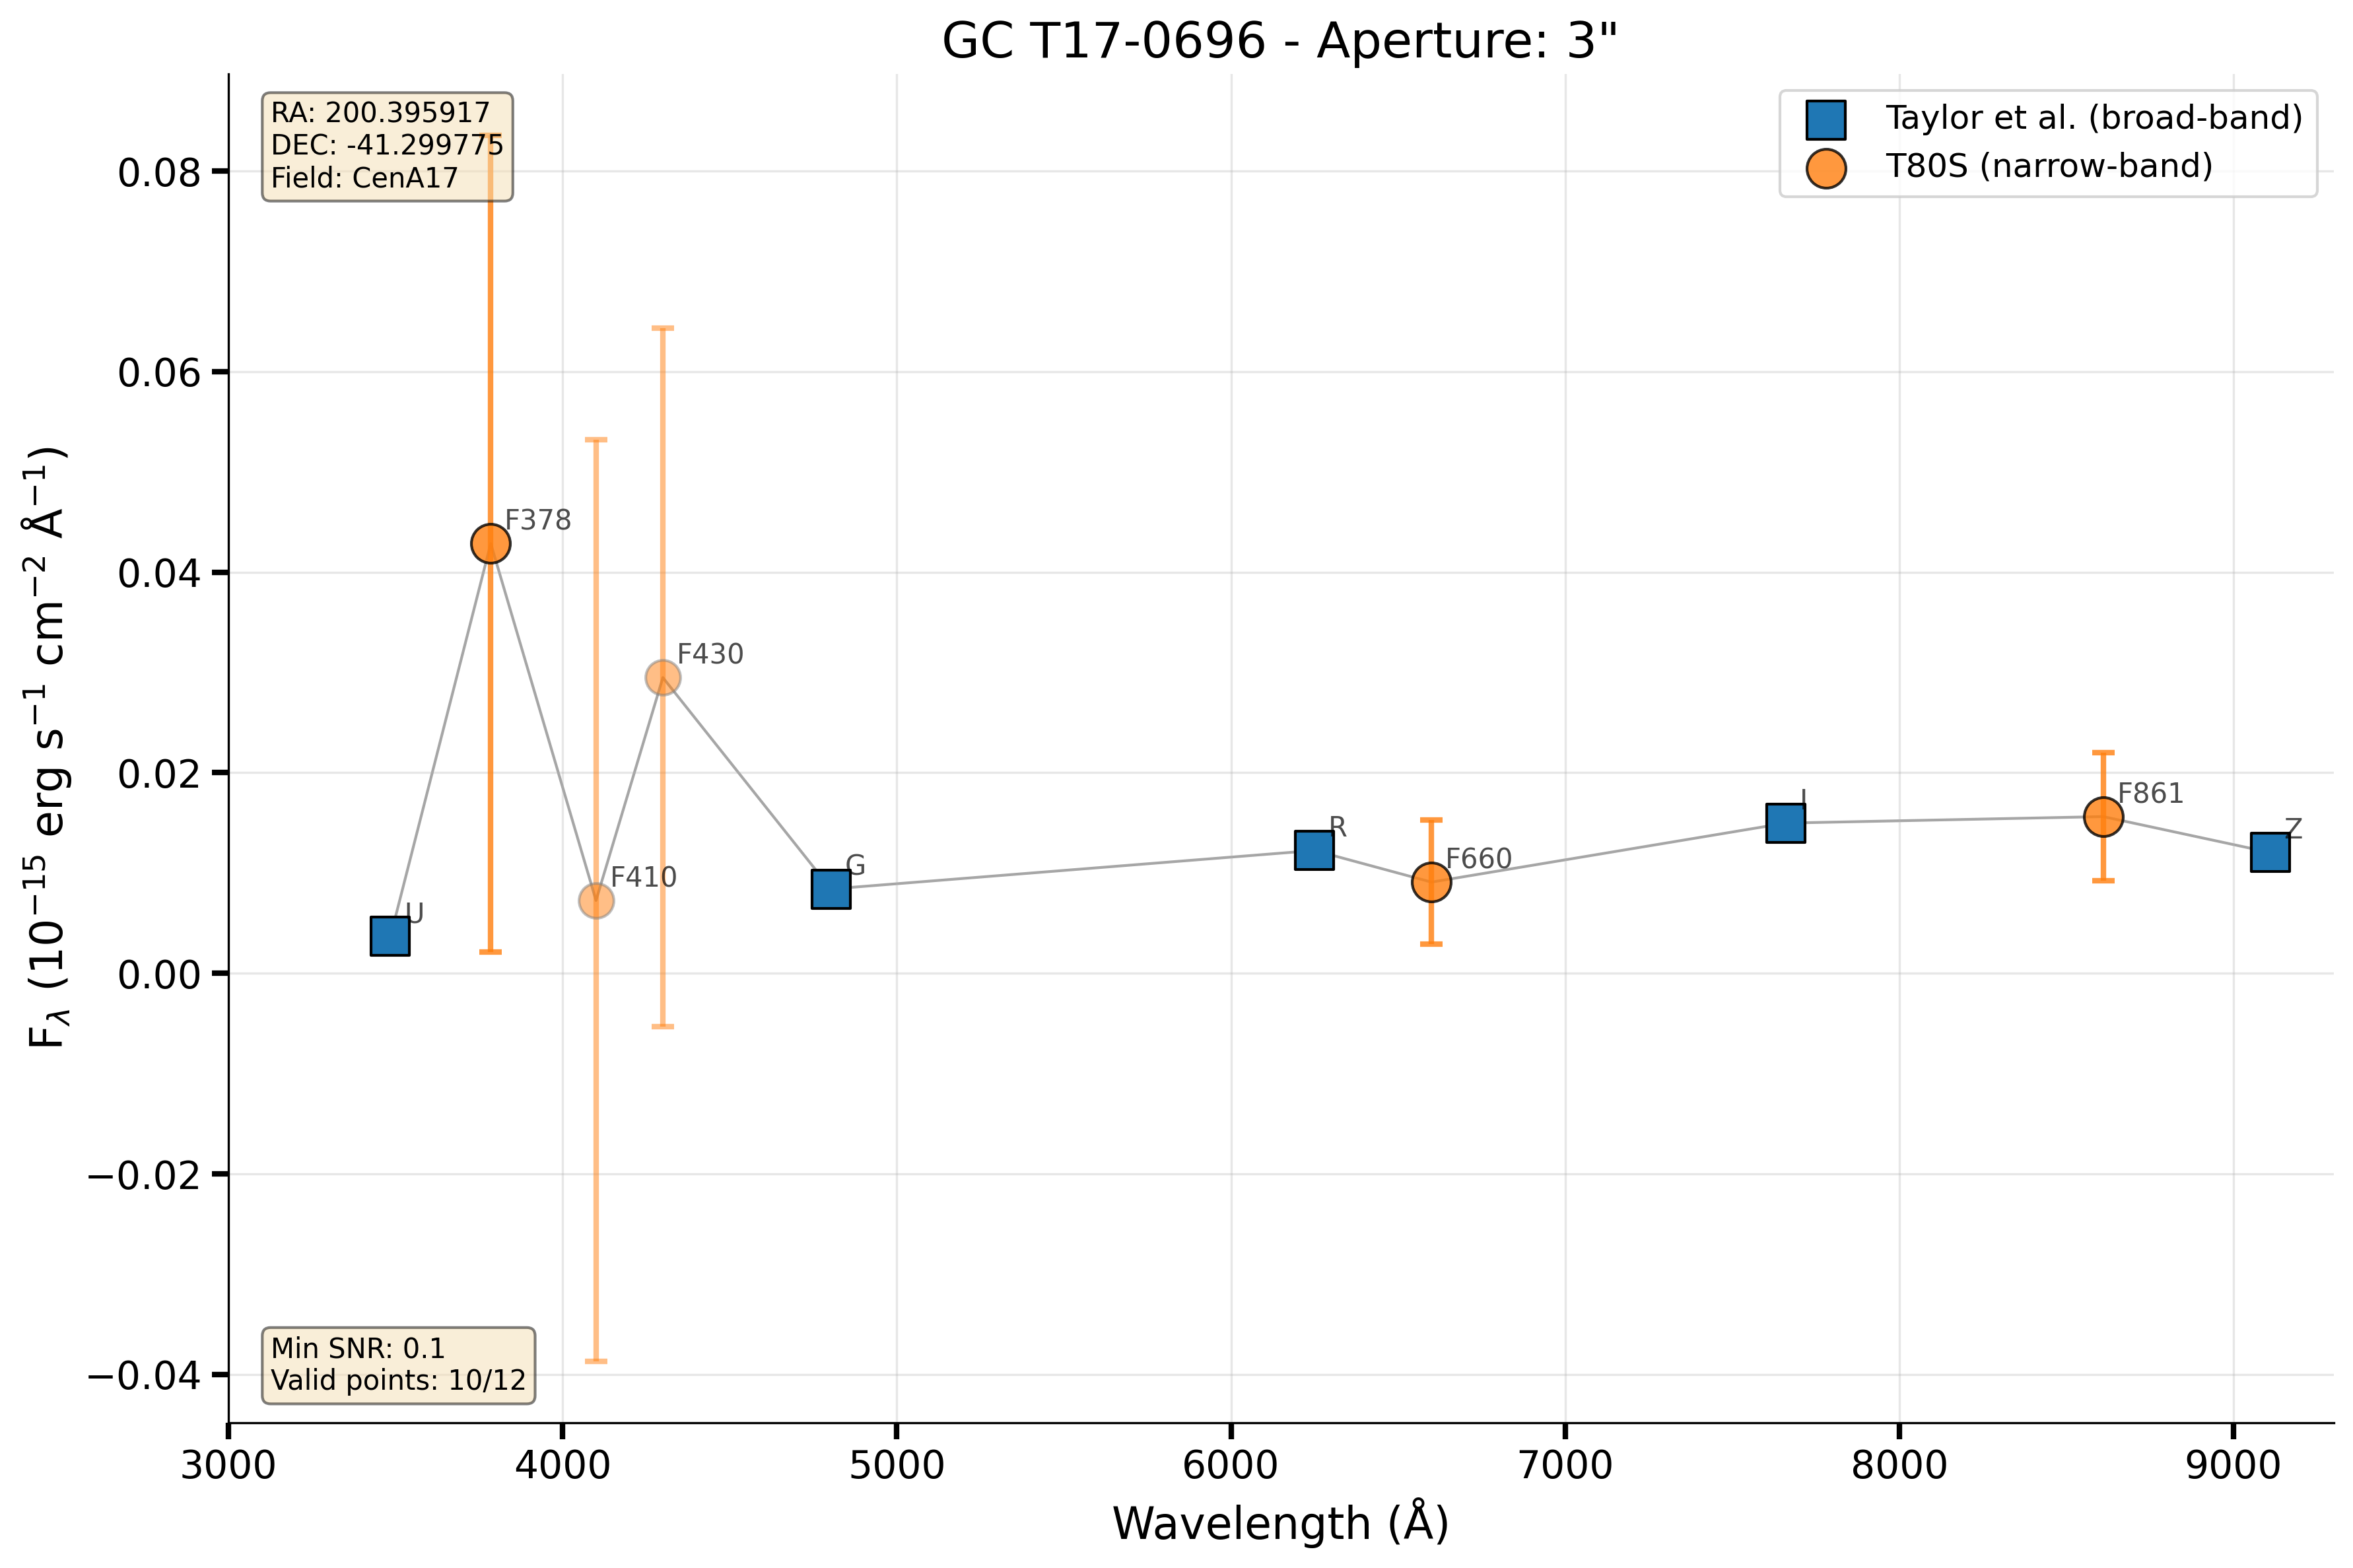 GC T17-0696 - Aperture: 3"
RA: 200.395917
DEC: -41.299775
Field: CenA17
Taylor et al. (broad-band)
T80S (narrow-band)
0.08
0.06
0.04
0.02
0.00
−0.02
−0.04
F$_λ$ (10$^{−15}$ erg s$^{−1}$ cm$^{−2}$ Å$^{−1}$)
U
F378
F410
F430
G
R
F660
I
F861
Z
Min SNR: 0.1
Valid points: 10/12
3000 4000 5000 6000 7000 8000 9000
Wavelength (Å)